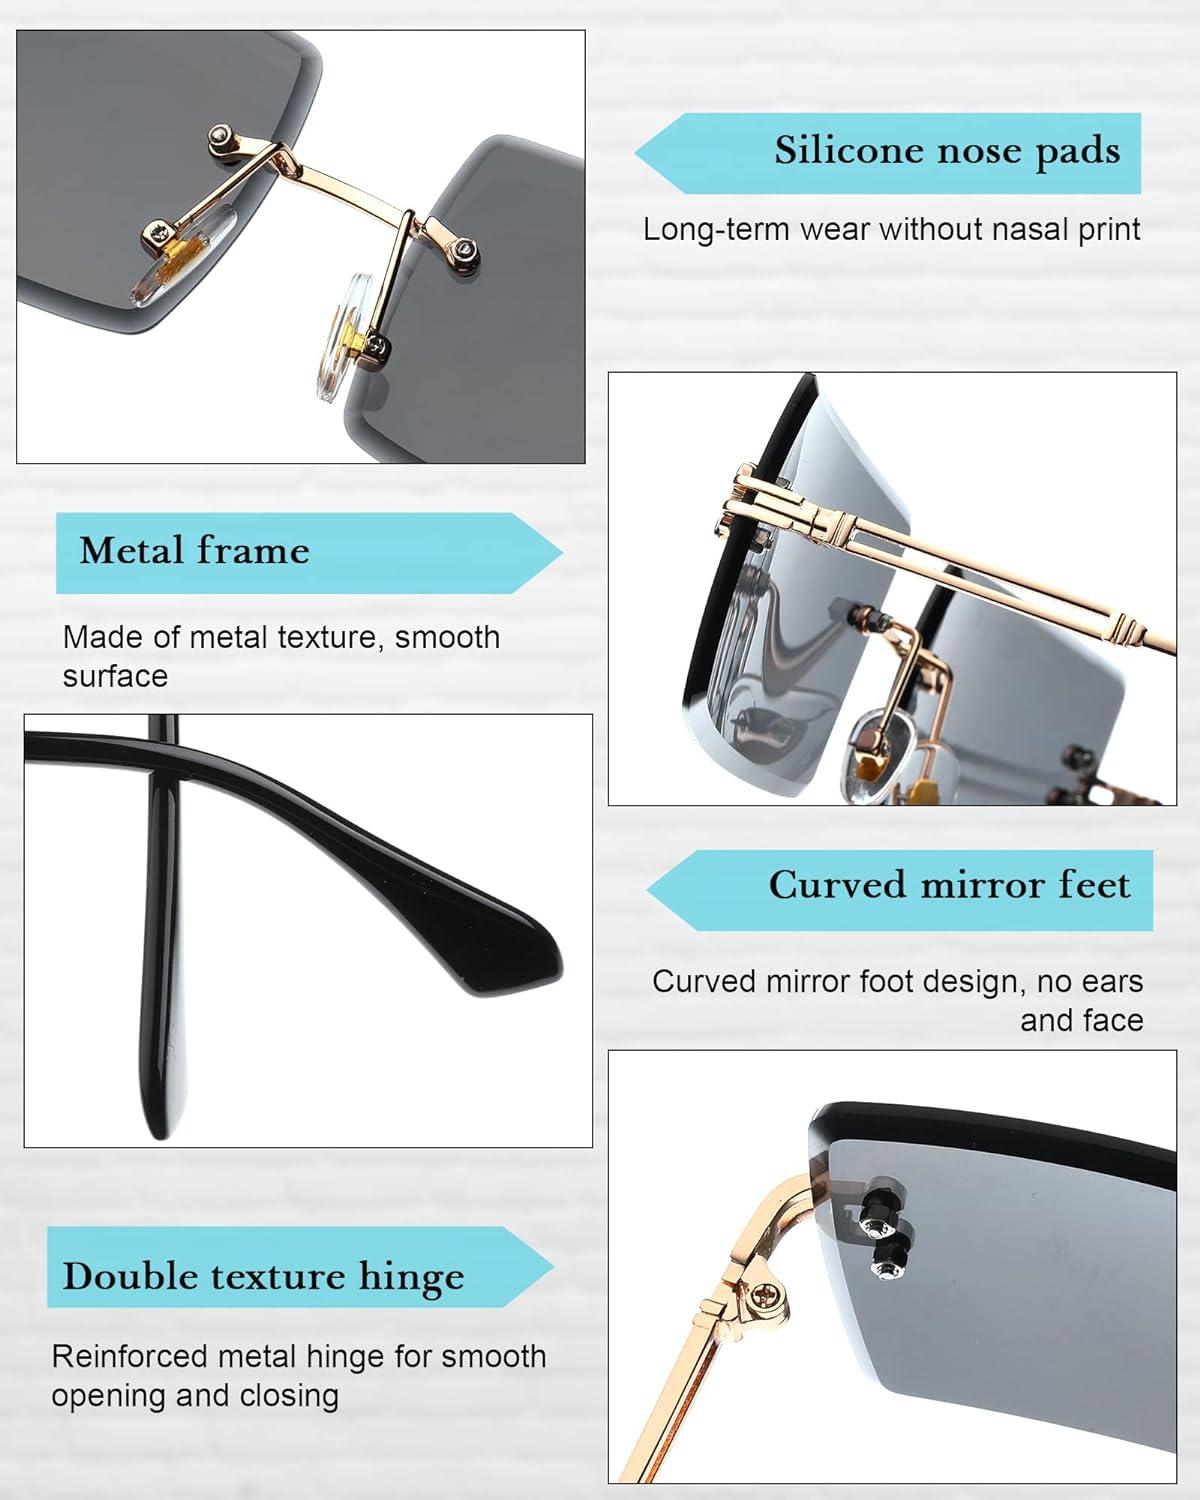 Silicone nose pads
Long-term wear without nasal print
Metal frame
Made of metal texture, smooth
surface
Curved mirror feet
Curved mirror foot design, no ears
and face
Double texture hinge
Reinforced metal hinge for smooth
opening and closing